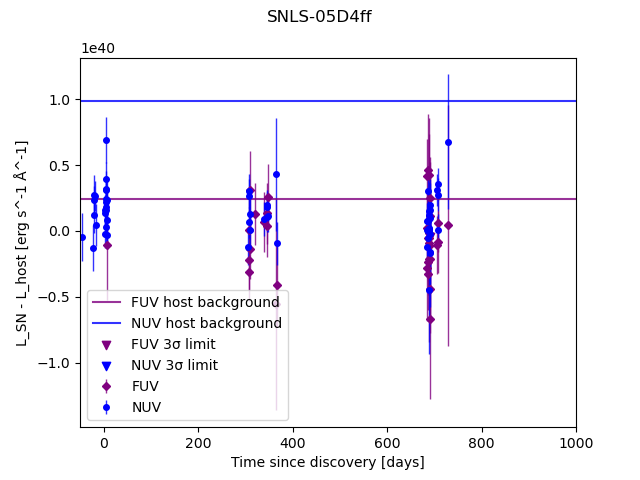 SNLS-05D4ff
1e40
1.0
0.5
0.0
−0.5
−1.0
L_SN - L_host [erg s^-1 Å^-1]
FUV host background
NUV host background
FUV 3σ limit
NUV 3σ limit
FUV
NUV
0 200 400 600 800 1000
Time since discovery [days]